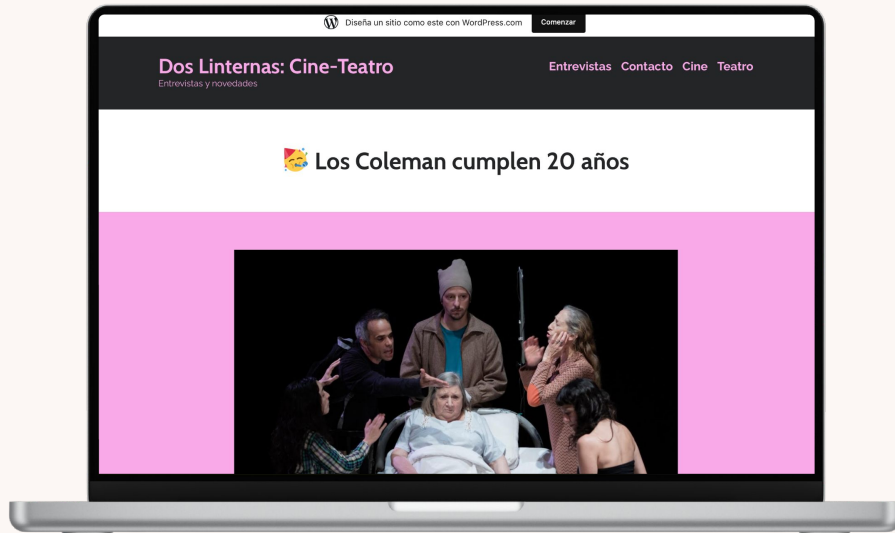 Diseña un sitio como este con WordPress.com
Comenzar
Dos Linternas: Cine-Teatro
Entrevistas y novedades
Entrevistas Contacto Cine Teatro
🥳 Los Coleman cumplen 20 años